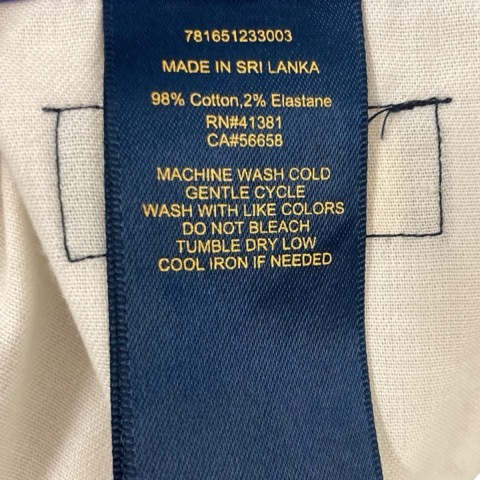 781651233003
MADE IN SRI LANKA
98% Cotton,2% Elastane
RN#41381
CA#56658
MACHINE WASH COLD
GENTLE CYCLE
WASH WITH LIKE COLORS
DO NOT BLEACH
TUMBLE DRY LOW
COOL IRON IF NEEDED